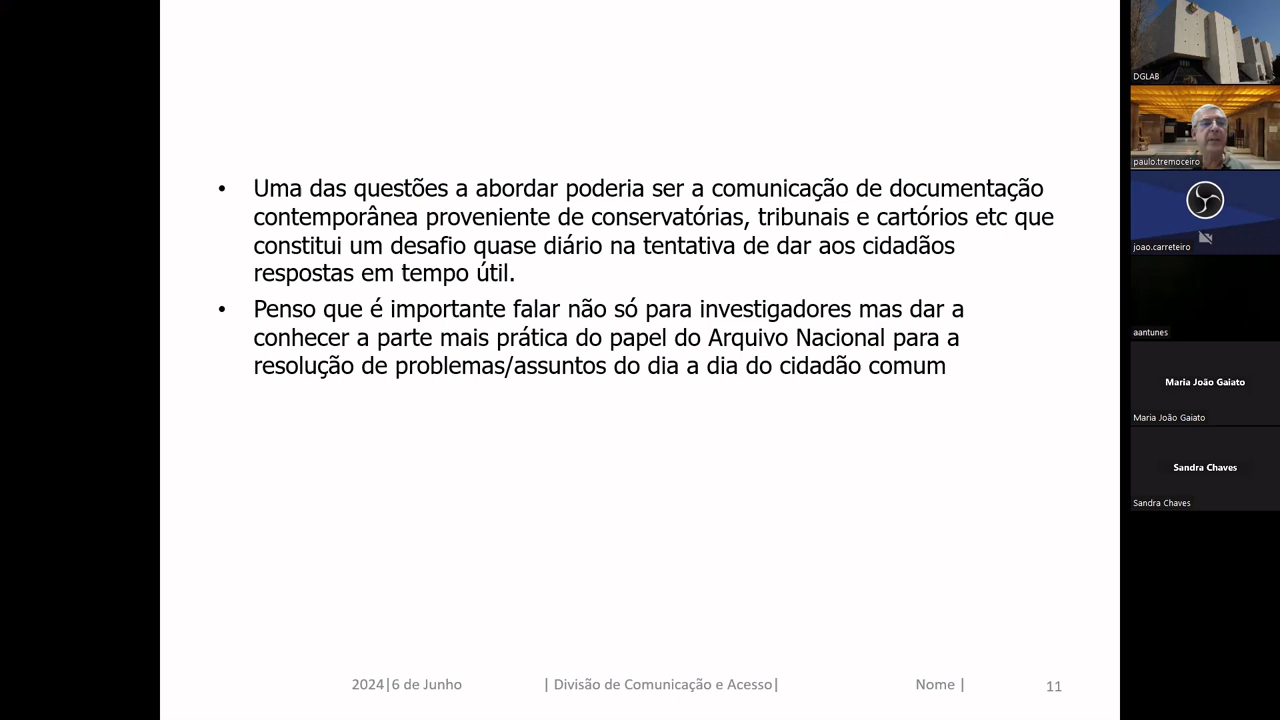 • Uma das questões a abordar poderia ser a comunicação de documentação
contemporânea proveniente de conservatórias, tribunais e cartórios etc que
constitui um desafio quase diário na tentativa de dar aos cidadãos
respostas em tempo útil.
• Penso que é importante falar não só para investigadores mas dar a
conhecer a parte mais prática do papel do Arquivo Nacional para a
resolução de problemas/assuntos do dia a dia do cidadão comum
2024|6 de Junho | Divisão de Comunicação e Acesso| Nome | 11
DGLAB
paulo.tremoceiro
joao.carreteiro
aantunes
Maria João Gaiato
Maria João Gaiato
Sandra Chaves
Sandra Chaves